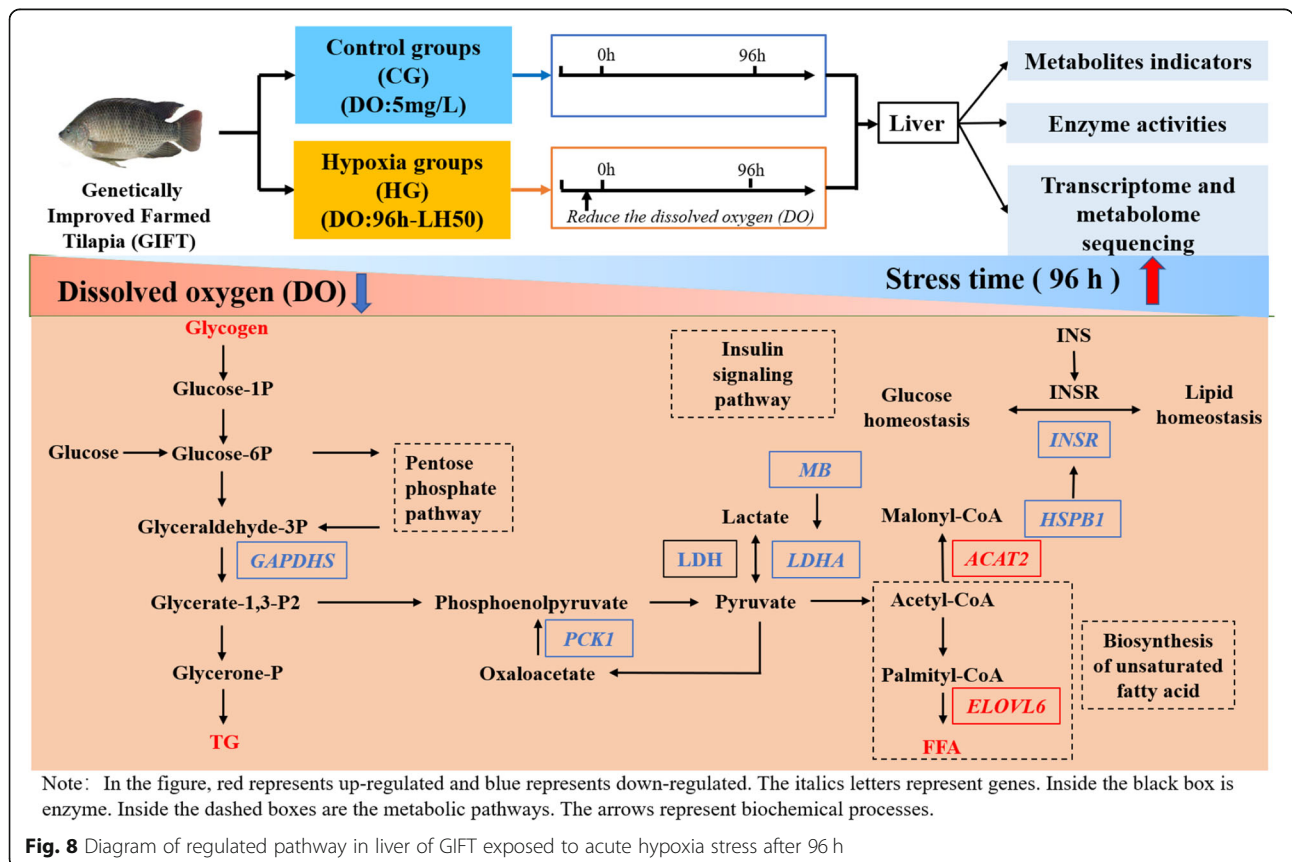 Control groups
(CG)
(DO:5mg/L)
0h
96h
Metabolites indicators
Liver
Enzyme activities
Hypoxia groups
(HG)
(DO:96h-LH50)
0h
96h
Reduce the dissolved oxygen (DO)
Transcriptome and
metabolome
sequencing
Genetically
Improved Farmed
Tilapia (GIFT)
Dissolved oxygen (DO)
Stress time ( 96 h )
Glycogen
Glucose-1P
Glucose
Glucose-6P
Pentose
phosphate
pathway
Glyceraldehyde-3P
GAPDHS
Glycerate-1,3-P2
Glycerone-P
TG
Phosphoenolpyruvate
PCK1
Oxaloacetate
Insulin
signaling
pathway
MB
Lactate
LDH
LDHA
Pyruvate
INS
INSR
Glucose
homeostasis
Lipid
homeostasis
INSR
HSPB1
Malonyl-CoA
ACAT2
Acetyl-CoA
Palmityl-CoA
ELOVL6
FFA
Biosynthesis
of unsaturated
fatty acid
Note: In the figure, red represents up-regulated and blue represents down-regulated. The italics letters represent genes. Inside the black box is
enzyme. Inside the dashed boxes are the metabolic pathways. The arrows represent biochemical processes.
Fig. 8 Diagram of regulated pathway in liver of GIFT exposed to acute hypoxia stress after 96 h